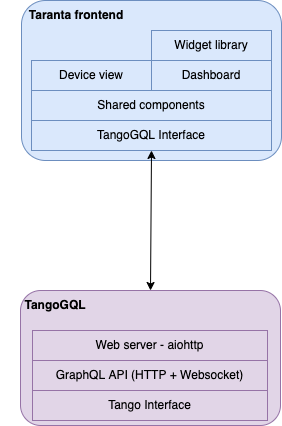 Taranta frontend
Widget library
Device view
Dashboard
Shared components
TangoGQL Interface
TangoGQL
Web server - aiohttp
GraphQL API (HTTP + Websocket)
Tango Interface